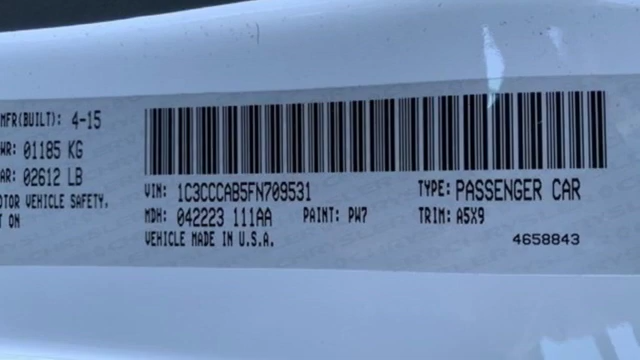 MFR(BUILT): 4-15
WR: 01185 KG
AR: 02612 LB
OTOR VEHICLE SAFETY,
T ON
VIN: 1C3CCCAB5FN709531 TYPE: PASSENGER CAR
MDH: 042223 111AA PAINT: PW7 TRIM: A5X9
VEHICLE MADE IN U.S.A. 4658843